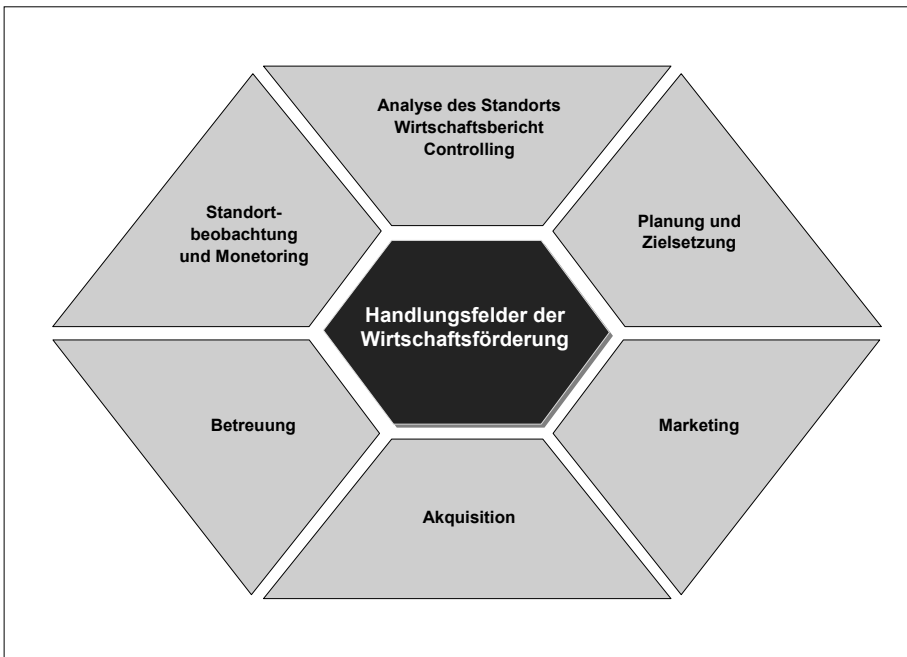 Analyse des Standorts
Wirtschaftsbericht
Controlling
Standort-
beobachtung
und Monetoring
Planung und
Zielsetzung
Handlungsfelder der
Wirtschaftsförderung
Betreuung
Marketing
Akquisition